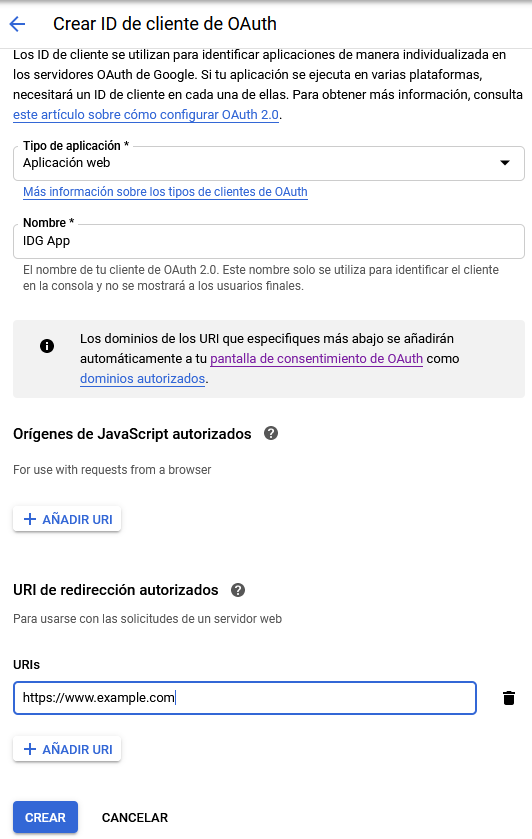 Crear ID de cliente de OAuth
Los ID de cliente se utilizan para identificar aplicaciones de manera individualizada en
los servidores OAuth de Google. Si tu aplicación se ejecuta en varias plataformas,
necesitará un ID de cliente en cada una de ellas. Para obtener más información, consulta
este artículo sobre cómo configurar OAuth 2.0.
Tipo de aplicación *
Aplicación web
Más información sobre los tipos de clientes de OAuth
Nombre *
IDG App
El nombre de tu cliente de OAuth 2.0. Este nombre solo se utiliza para identificar el cliente
en la consola y no se mostrará a los usuarios finales.
Los dominios de los URI que especifiques más abajo se añadirán
automáticamente a tu pantalla de consentimiento de OAuth como
dominios autorizados.
Orígenes de JavaScript autorizados
For use with requests from a browser
AÑADIR URI
URI de redirección autorizados
Para usarse con las solicitudes de un servidor web
URIs
https://www.example.com
AÑADIR URI
CREAR CANCELAR